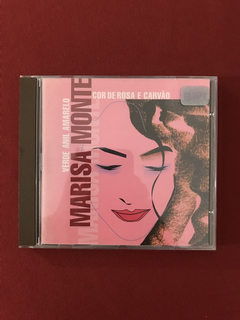 COR DE ROSA E CARVÃO
VERDE ANIL AMARELO
MARISA MONTE